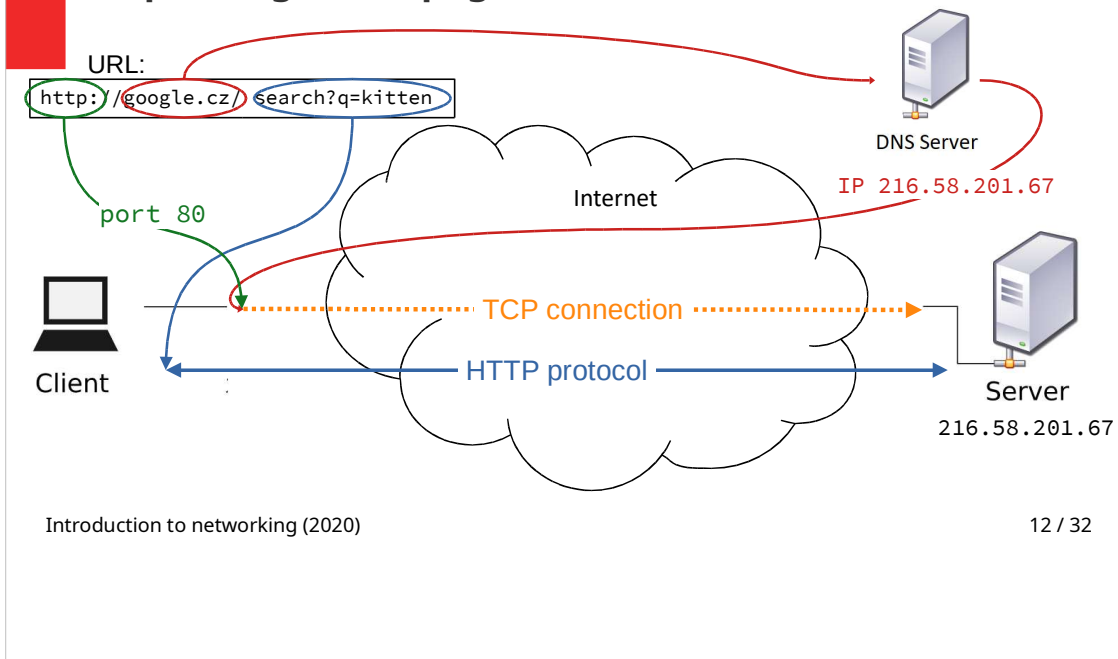 URL:
http://google.cz/ search?q=kitten
DNS Server
IP 216.58.201.67
Internet
port 80
TCP connection
HTTP protocol
Client
Server
216.58.201.67
Introduction to networking (2020)
12 / 32